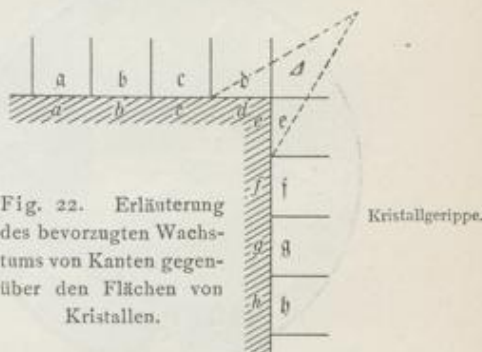 a b c d Δ
a b c d
e e
Fig. 22. Erläuterung
des bevorzugten Wachs-
tums von Kanten gegen-
über den Flächen von
Kristallen.
f f
g g
h h
Kristallgerippe.